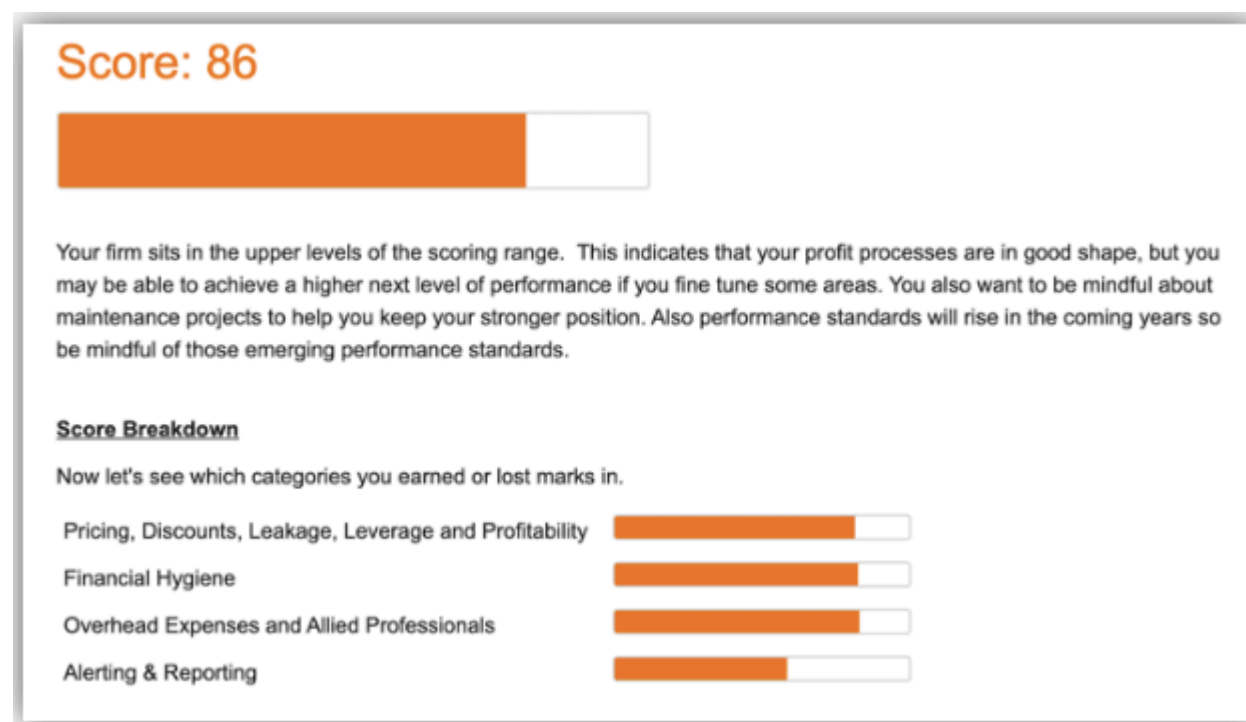 Score: 86
Your firm sits in the upper levels of the scoring range.  This indicates that your profit processes are in good shape, but you
may be able to achieve a higher next level of performance if you fine tune some areas. You also want to be mindful about
maintenance projects to help you keep your stronger position. Also performance standards will rise in the coming years so
be mindful of those emerging performance standards.
Score Breakdown
Now let's see which categories you earned or lost marks in.
Pricing, Discounts, Leakage, Leverage and Profitability
Financial Hygiene
Overhead Expenses and Allied Professionals
Alerting & Reporting